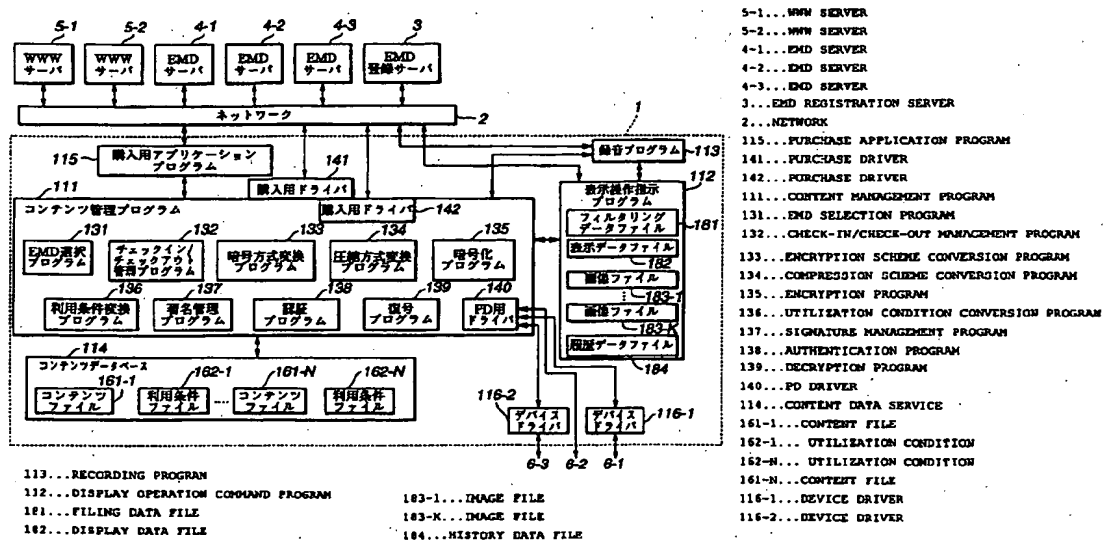 5-1
5-2
4-1
4-2
4-3
3
WWW
サーバ
WWW
サーバ
EMD
サーバ
EMD
サーバ
EMD
サーバ
EMD
登録サーバ
ネットワーク
2
1
115
購入用アプリケーション
プログラム
141
録音プログラム
113
111
購入用ドライバ
112
コンテンツ管理プログラム
購入用ドライバ
142
表示操作指示
プログラム
131
132
133
134
135
フィルタリング
データファイル
181
EMD選択
プログラム
チェックイン/
チェックアウト
管理プログラム
暗号方式変換
プログラム
圧縮方式変換
プログラム
暗号化
プログラム
表示データファイル
182
画像ファイル
183-1
136
137
138
139
140
利用条件変換
プログラム
署名管理
プログラム
認証
プログラム
復号
プログラム
PD用
ドライバ
画像ファイル
183-K
履歴データファイル
184
114
コンテンツデータベース
161-1
162-1
161-N
162-N
コンテンツ
ファイル
利用条件
ファイル
コンテンツ
ファイル
利用条件
ファイル
116-2
デバイス
ドライバ
デバイス
ドライバ
116-1
6-3
6-2
6-1
5-1...WWW SERVER
5-2...WWW SERVER
4-1...EMD SERVER
4-2...EMD SERVER
4-3...EMD SERVER
3...EMD REGISTRATION SERVER
2...NETWORK
115...PURCHASE APPLICATION PROGRAM
141...PURCHASE DRIVER
142...PURCHASE DRIVER
111...CONTENT MANAGEMENT PROGRAM
131...EMD SELECTION PROGRAM
132...CHECK-IN/CHECK-OUT MANAGEMENT PROGRAM
133...ENCRYPTION SCHEME CONVERSION PROGRAM
134...COMPRESSION SCHEME CONVERSION PROGRAM
135...ENCRYPTION PROGRAM
136...UTILIZATION CONDITION CONVERSION PROGRAM
137...SIGNATURE MANAGEMENT PROGRAM
138...AUTHENTICATION PROGRAM
139...DECRYPTION PROGRAM
140...PD DRIVER
114...CONTENT DATA SERVICE
161-1...CONTENT FILE
162-1... UTILIZATION CONDITION
162-N... UTILIZATION CONDITION
161-N...CONTENT FILE
116-1...DEVICE DRIVER
116-2...DEVICE DRIVER
113...RECORDING PROGRAM
112...DISPLAY OPERATION COMMAND PROGRAM
181...FILING DATA FILE
182...DISPLAY DATA FILE
183-1...IMAGE FILE
183-K...IMAGE FILE
184...HISTORY DATA FILE